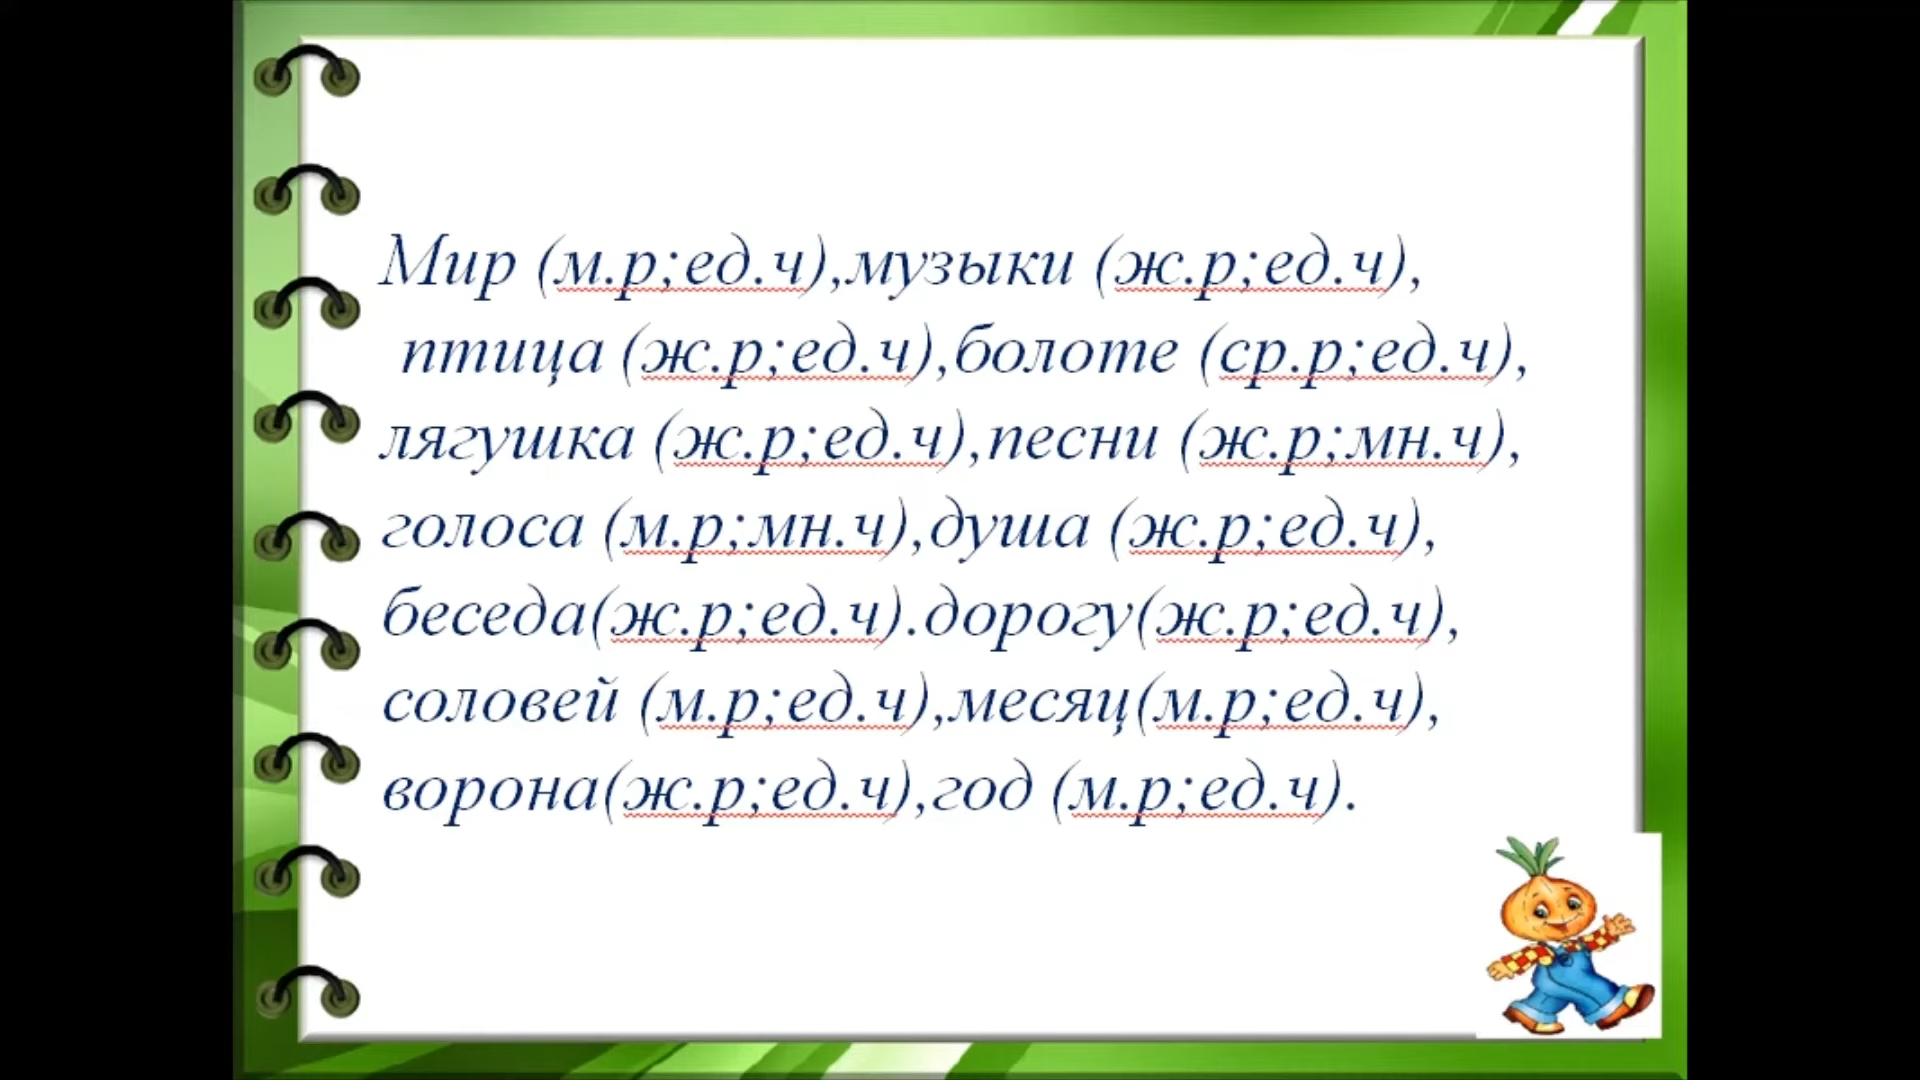 Мир (м.р;ед.ч),музыки (ж.р;ед.ч),
птица (ж.р;ед.ч),болоте (ср.р;ед.ч),
лягушка (ж.р;ед.ч),песни (ж.р;мн.ч),
голоса (м.р;мн.ч),душа (ж.р;ед.ч),
беседа(ж.р;ед.ч).дорогу(ж.р;ед.ч),
соловей (м.р;ед.ч),месяц(м.р;ед.ч),
ворона(ж.р;ед.ч),год (м.р;ед.ч).